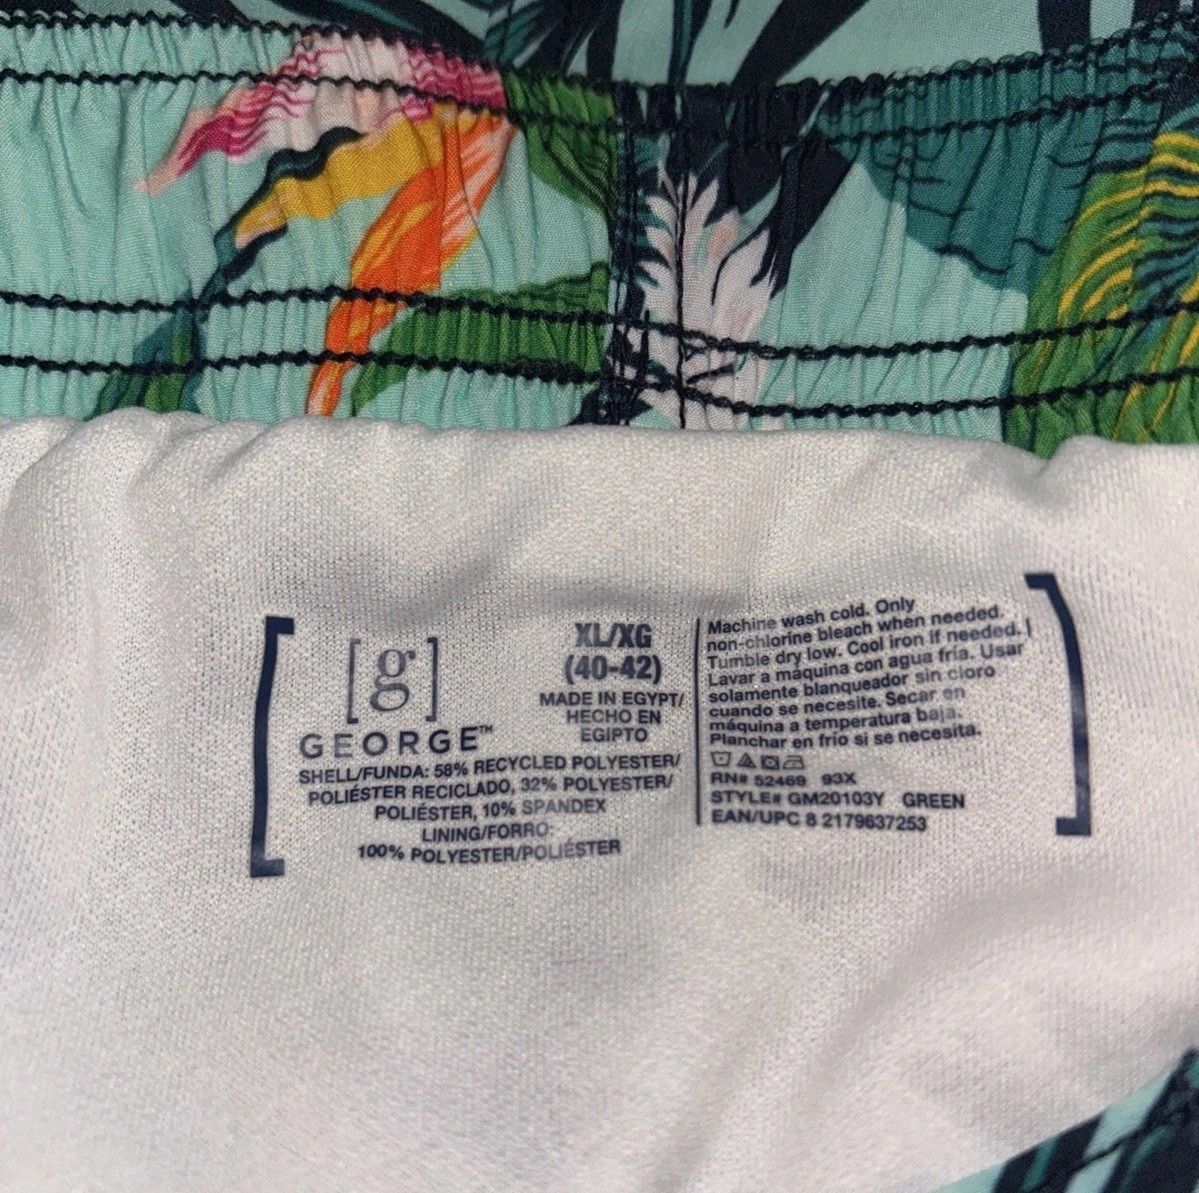 [g]
GEORGE™
XL/XG
(40-42)
MADE IN EGYPT/
HECHO EN
EGIPTO
SHELL/FUNDA: 58% RECYCLED POLYESTER/
POLIÉSTER RECICLADO, 32% POLYESTER/
POLIÉSTER, 10% SPANDEX
LINING/FORRO:
100% POLYESTER/POLIÉSTER
Machine wash cold. Only
non-chlorine bleach when needed.
Tumble dry low. Cool iron if needed. |
Lavar a máquina con agua fría. Usar
solamente blanqueador sin cloro
cuando se necesite. Secar en
máquina a temperatura baja.
Planchar en frío si se necesita.
RN# 52469 93X
STYLE# GM20103Y GREEN
EAN/UPC 8 2179637253